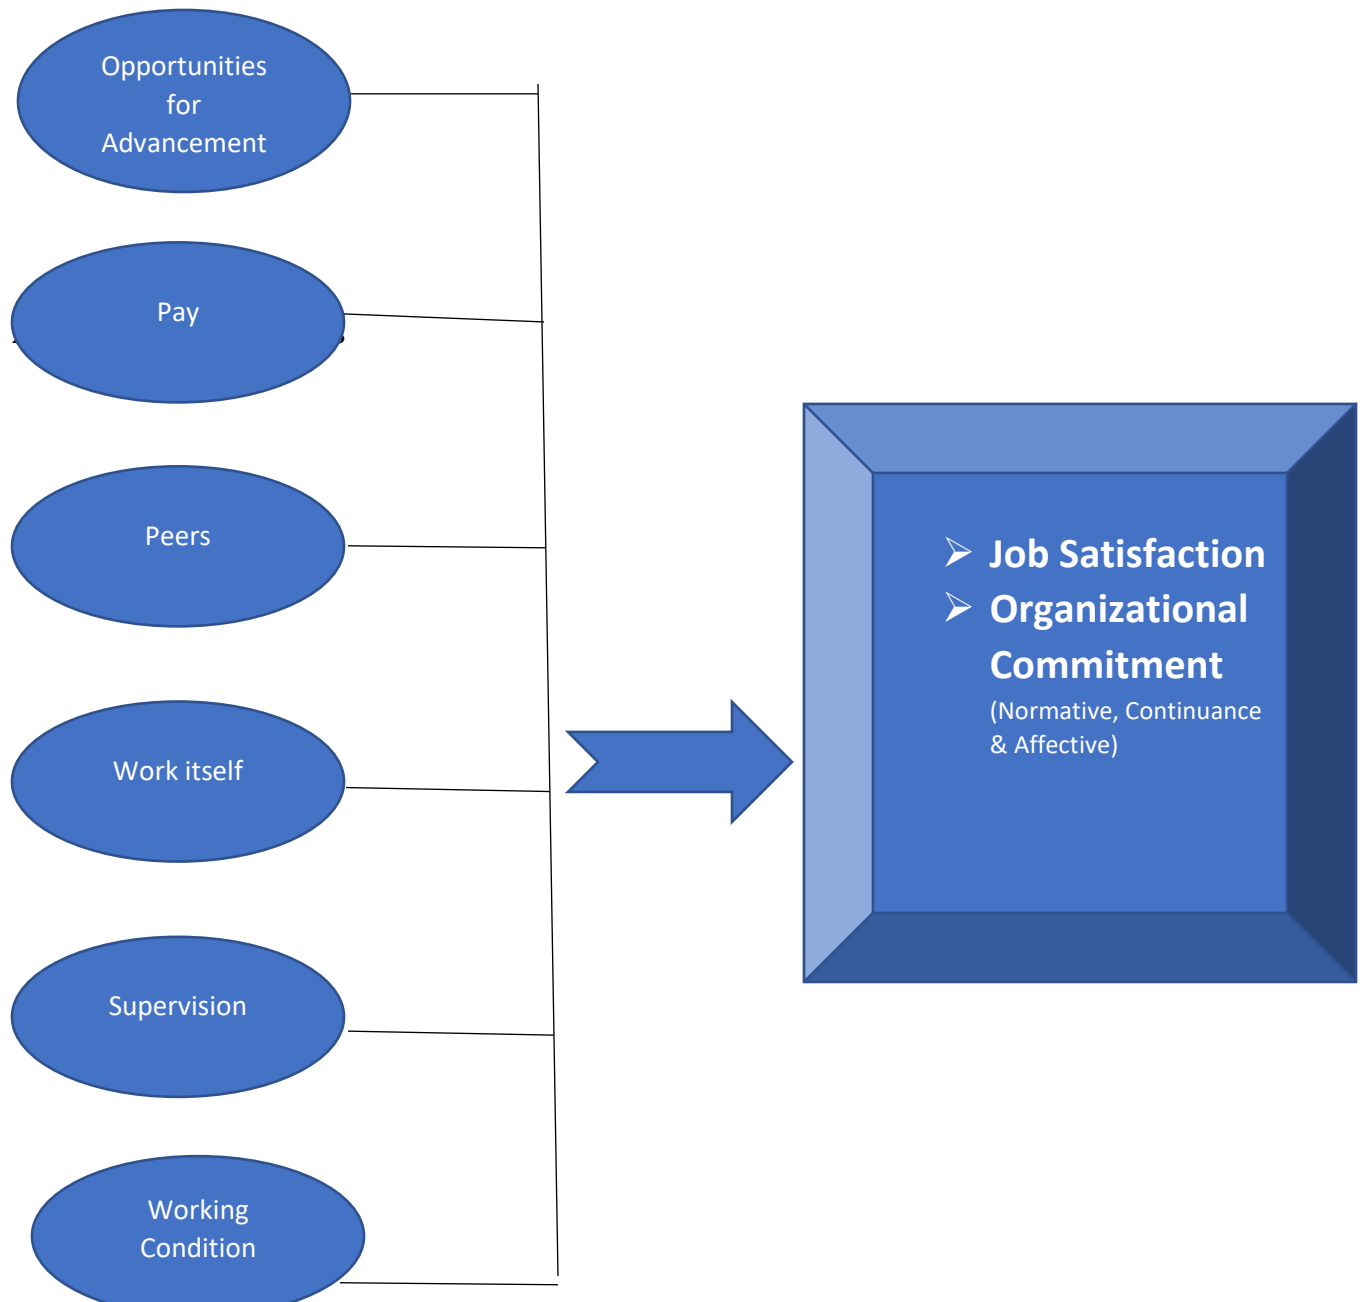 Opportunities
for
Advancement
Pay
Peers
Work itself
Supervision
Working
Condition
➢ Job Satisfaction
➢ Organizational
Commitment
(Normative, Continuance
& Affective)